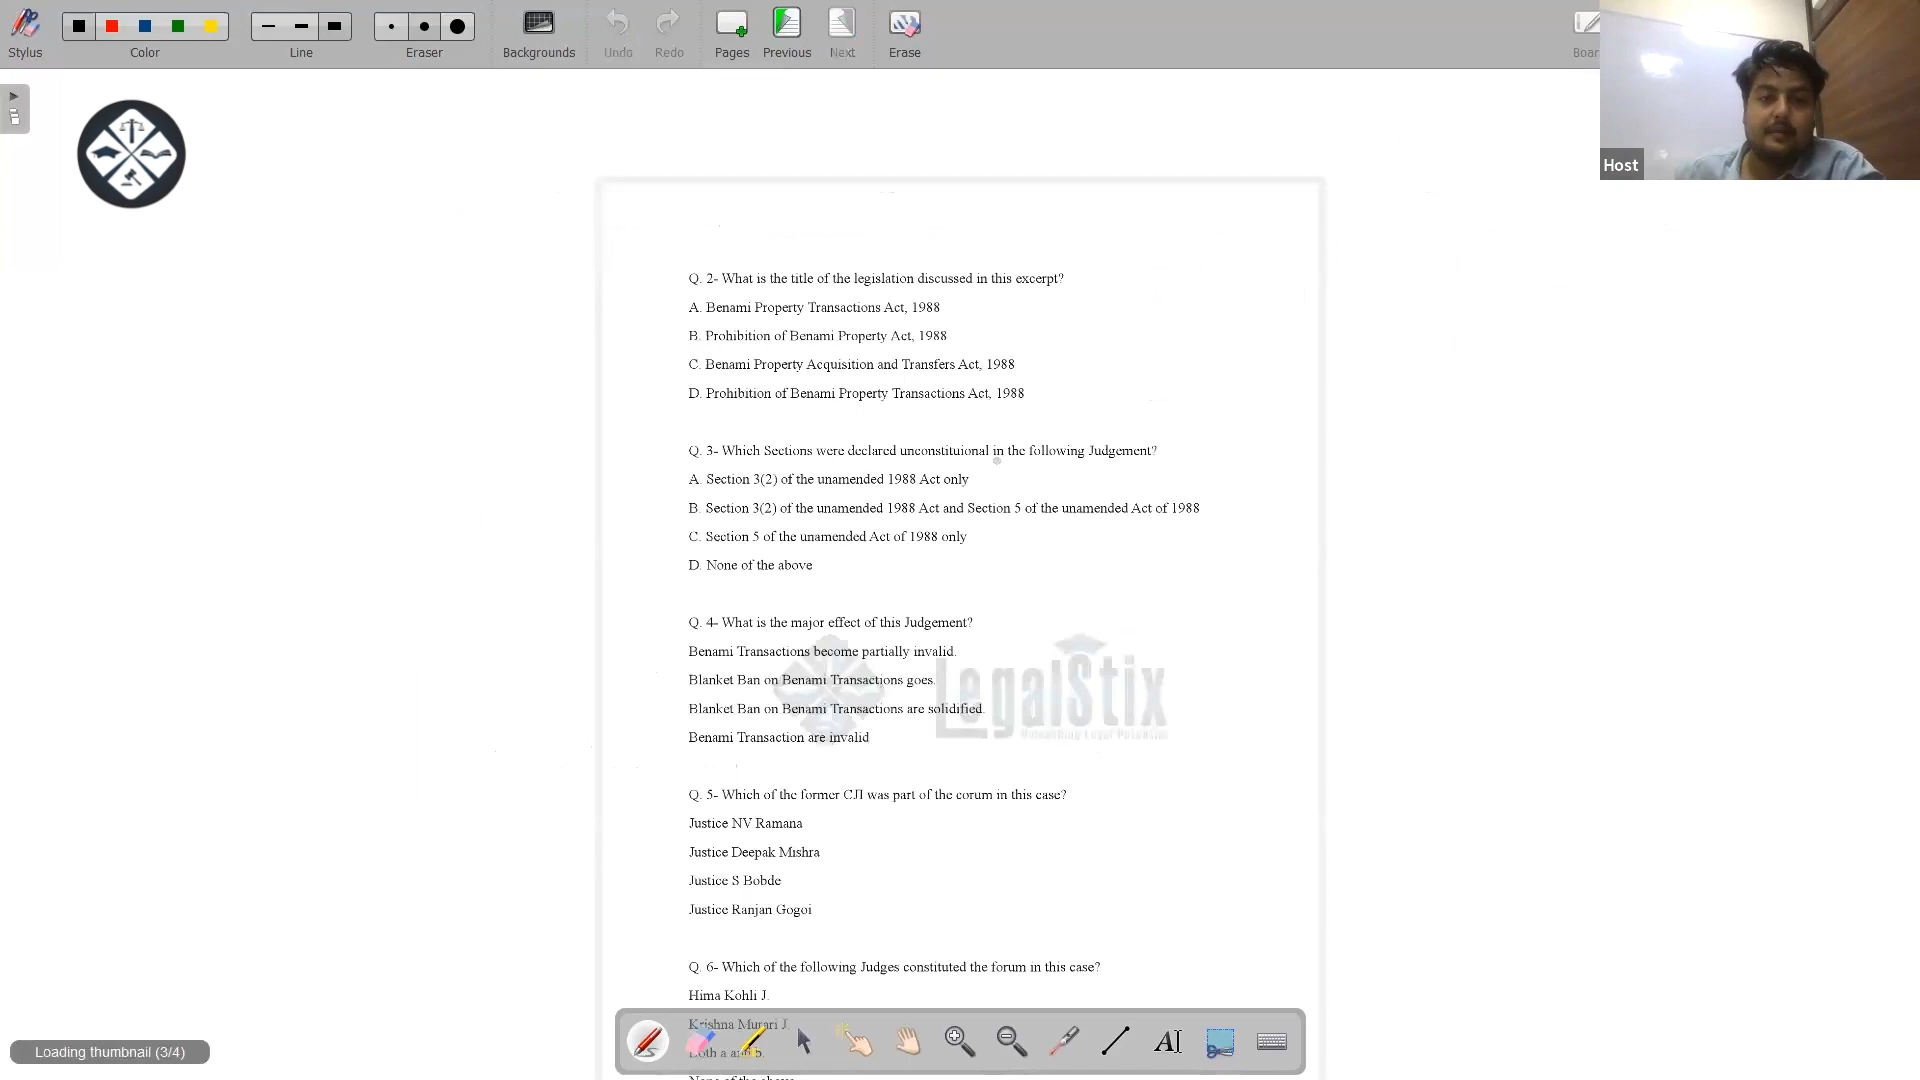 Stylus
Color
Line
Eraser
Backgrounds
Undo
Redo
Pages
Previous
Next
Erase
Boar
Host
Q. 2- What is the title of the legislation discussed in this excerpt?
A. Benami Property Transactions Act, 1988
B. Prohibition of Benami Property Act, 1988
C. Benami Property Acquisition and Transfers Act, 1988
D. Prohibition of Benami Property Transactions Act, 1988
Q. 3- Which Sections were declared unconstituional in the following Judgement?
A. Section 3(2) of the unamended 1988 Act only
B. Section 3(2) of the unamended 1988 Act and Section 5 of the unamended Act of 1988
C. Section 5 of the unamended Act of 1988 only
D. None of the above
Q. 4- What is the major effect of this Judgement?
Benami Transactions become partially invalid.
Blanket Ban on Benami Transactions goes.
Blanket Ban on Benami Transactions are solidified.
Benami Transaction are invalid
LegalStix
Q. 5- Which of the former CJI was part of the corum in this case?
Justice NV Ramana
Justice Deepak Mishra
Justice S Bobde
Justice Ranjan Gogoi
Q. 6- Which of the following Judges constituted the forum in this case?
Hima Kohli J.
Krishna Murari J.
Both a and b.
None of the above
Loading thumbnail (3/4)